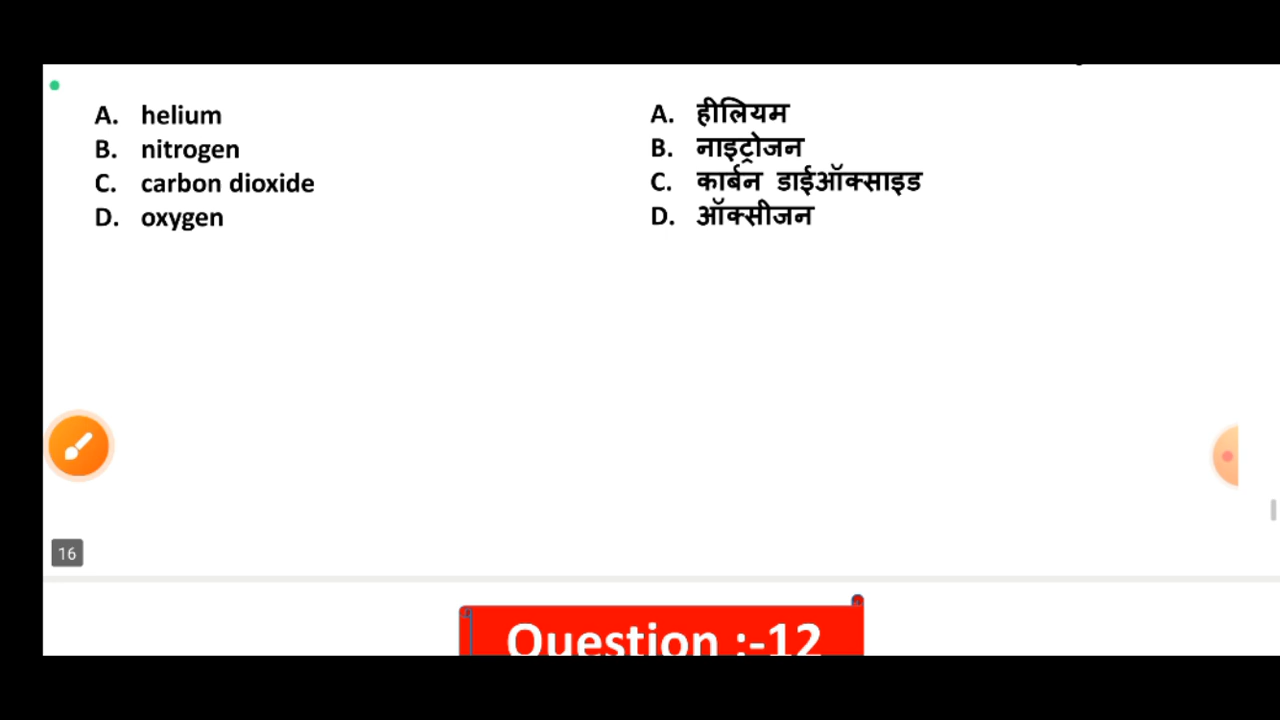 A. helium
B. nitrogen
C. carbon dioxide
D. oxygen
A. हीलियम
B. नाइट्रोजन
C. कार्बन डाईऑक्साइड
D. ऑक्सीजन
16
Question :-12